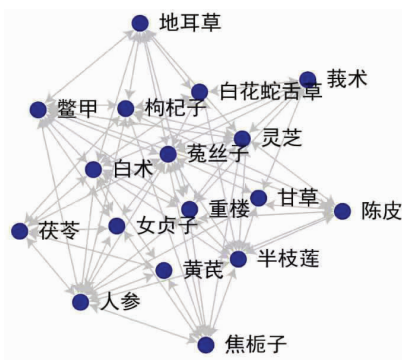 地耳草
莪术
白花蛇舌草
鳖甲
枸杞子
灵芝
菟丝子
白术
甘草
重楼
陈皮
女贞子
茯苓
半枝莲
黄芪
人参
焦栀子